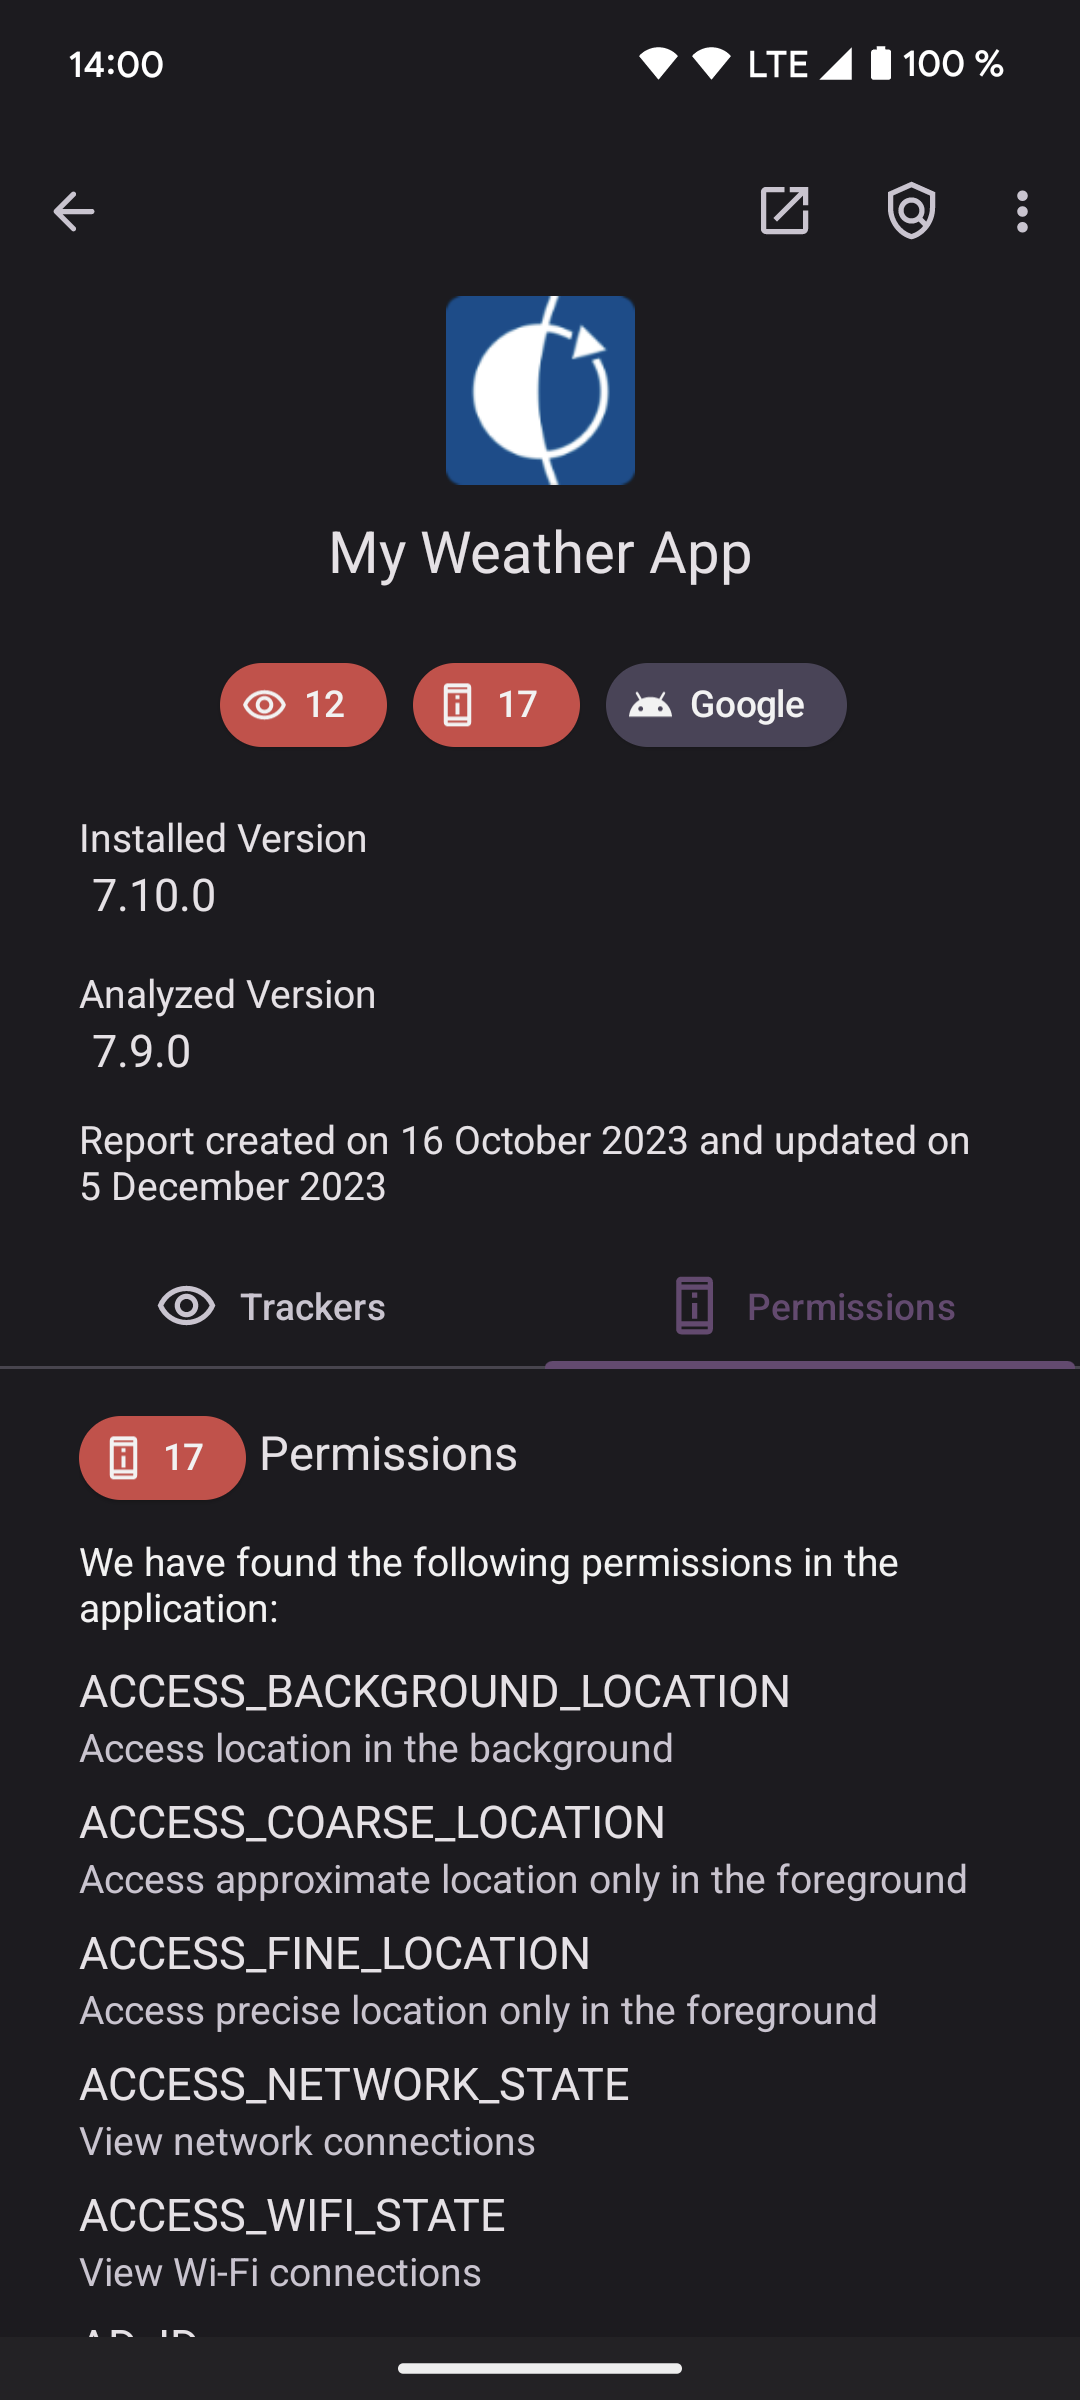 14:00
LTE 100 %
My Weather App
12 17 Google
Installed Version
7.10.0
Analyzed Version
7.9.0
Report created on 16 October 2023 and updated on
5 December 2023
Trackers Permissions
17 Permissions
We have found the following permissions in the
application:
ACCESS_BACKGROUND_LOCATION
Access location in the background
ACCESS_COARSE_LOCATION
Access approximate location only in the foreground
ACCESS_FINE_LOCATION
Access precise location only in the foreground
ACCESS_NETWORK_STATE
View network connections
ACCESS_WIFI_STATE
View Wi-Fi connections
AD_ID